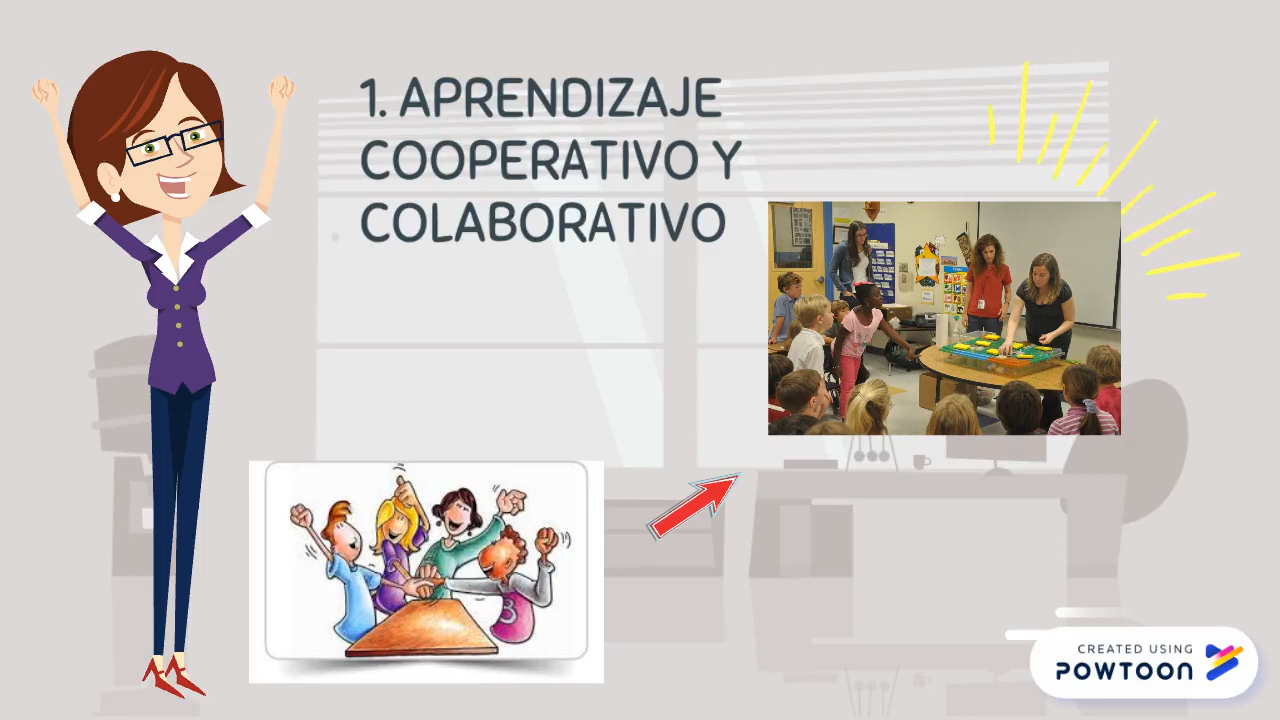 1. APRENDIZAJE
COOPERATIVO Y
COLABORATIVO
CREATED USING
POWTOON